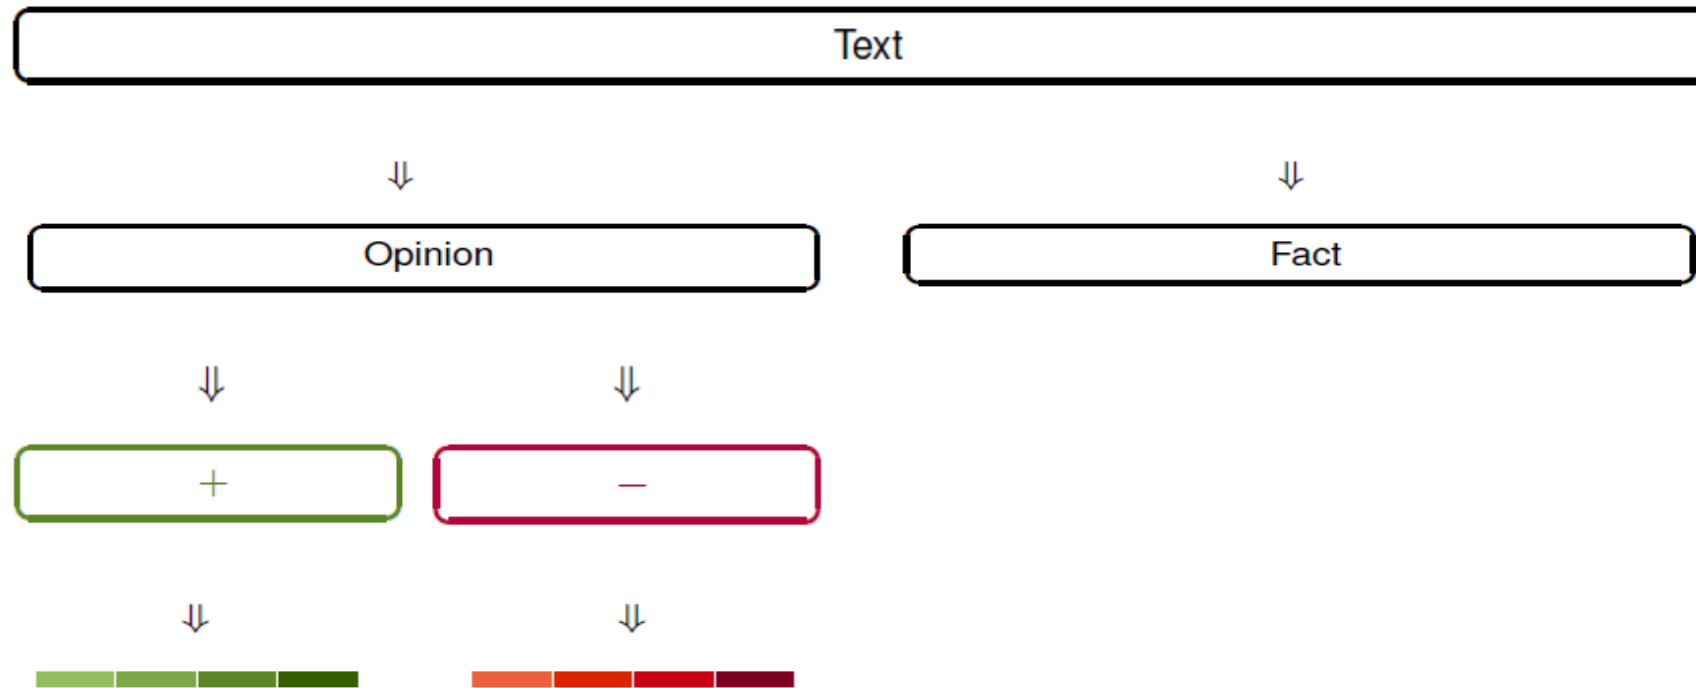 Text
⇓ ⇓
Opinion Fact
⇓ ⇓
+ −
⇓ ⇓